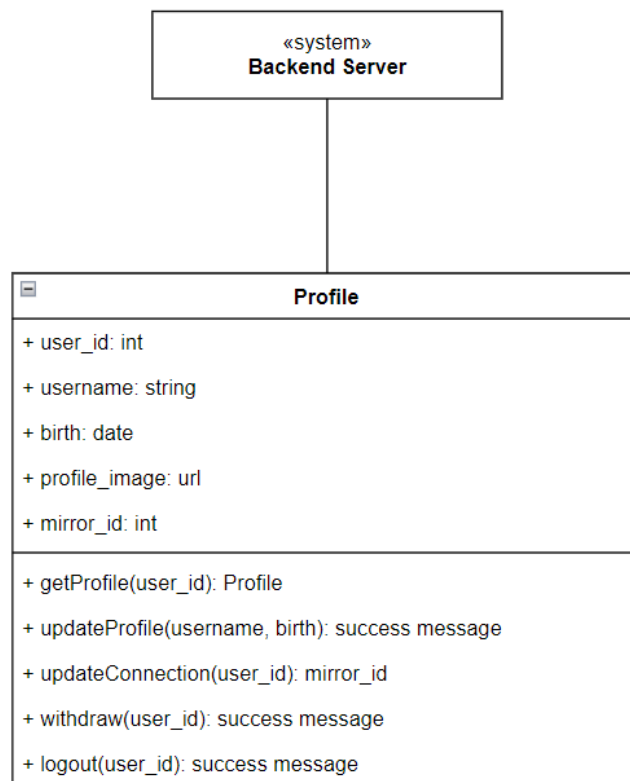 «system»
Backend Server
Profile
+ user_id: int
+ username: string
+ birth: date
+ profile_image: url
+ mirror_id: int
+ getProfile(user_id): Profile
+ updateProfile(username, birth): success message
+ updateConnection(user_id): mirror_id
+ withdraw(user_id): success message
+ logout(user_id): success message